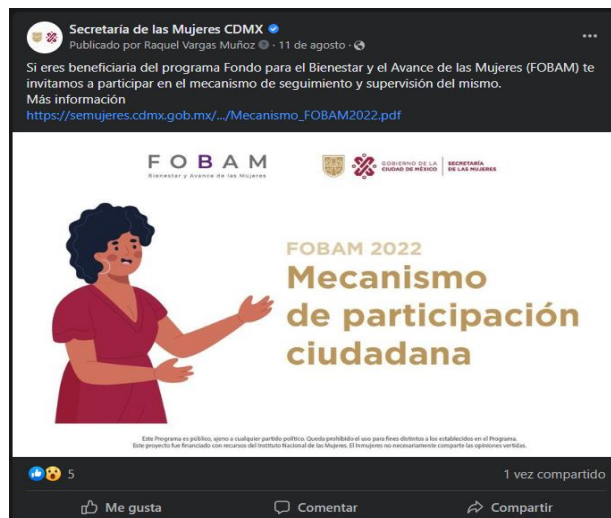 Secretaría de las Mujeres CDMX
Publicado por Raquel Vargas Muñoz · 11 de agosto ·
Si eres beneficiaria del programa Fondo para el Bienestar y el Avance de las Mujeres (FOBAM) te
invitamos a participar en el mecanismo de seguimiento y supervisión del mismo.
Más información
https://semujeres.cdmx.gob.mx/.../Mecanismo_FOBAM2022.pdf
FOBAM
Bienestar y Avance de las Mujeres
GOBIERNO DE LA
CIUDAD DE MÉXICO
SECRETARÍA
DE LAS MUJERES
FOBAM 2022
Mecanismo
de participación
ciudadana
Este Programa es público, ajeno a cualquier partido político. Queda prohibido el uso para fines distintos a los establecidos en el Programa.
Este proyecto fue financiado con recursos del Instituto Nacional de las Mujeres. El Inmujeres no necesariamente comparte las opiniones vertidas.
5
1 vez compartido
Me gusta
Comentar
Compartir